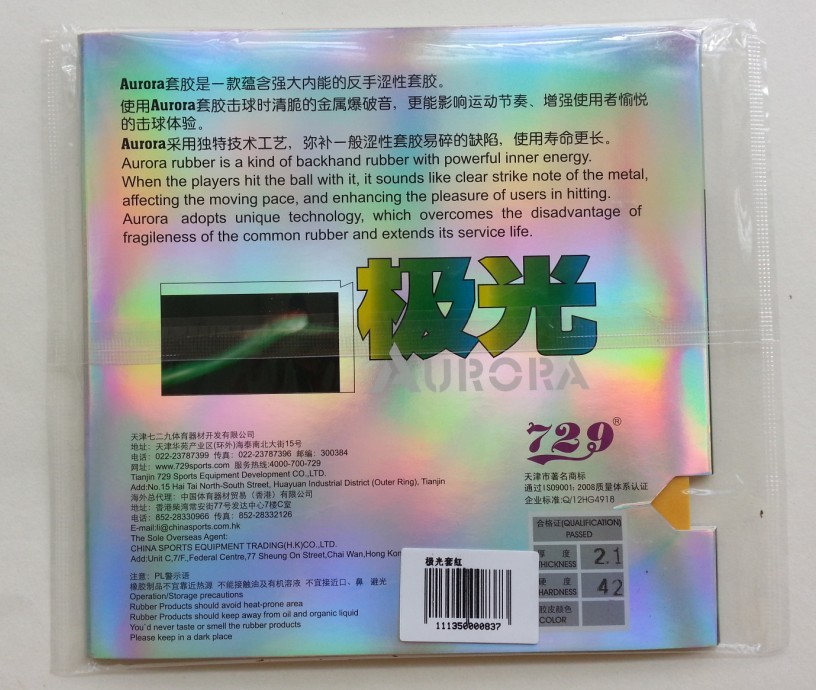 Aurora套胶是一款蕴含强大内能的反手涩性套胶。
使用Aurora套胶击球时清脆的金属爆破音，更能影响运动节奏、增强使用者愉悦
的击球体验。
Aurora采用独特技术工艺，弥补一般涩性套胶易碎的缺陷，使用寿命更长。
Aurora rubber is a kind of backhand rubber with powerful inner energy.
When the players hit the ball with it, it sounds like clear strike note of the metal,
affecting the moving pace, and enhancing the pleasure of users in hitting.
Aurora adopts unique technology, which overcomes the disadvantage of
fragileness of the common rubber and extends its service life.
极光
AURORA
天津七二九体育器材开发有限公司
地址：天津华苑产业区(环外)海泰南北大街15号
电话：022-23787399 传真：022-23787396 邮编：300384
网址：www.729sports.com 服务热线:4000-700-729
Tianjin 729 Sports Equipment Development CO.,LTD.
Add:No.15 Hai Tai North-South Street, Huayuan Industrial District (Outer Ring), Tianjin
海外总代理：中国体育器材贸易（香港）有限公司
地址：香港柴湾常安街77号发达中心7楼C室
电话：852-28330966 传真：852-28332126
E-mail:li@chinasports.com.hk
The Sole Overseas Agent:
CHINA SPORTS EQUIPMENT TRADING(H.K)CO.,LTD.
Add:Unit C,7/F.,Federal Centre,77 Sheung On Street,Chai Wan,Hong Kon
注意：PL警示语
橡胶制品不宜靠近热源 不能接触油及有机溶液 不宜接近口、鼻 避光
Operation/Storage precautions
Rubber Products should avoid heat-prone area
Rubber Products should keep away from oil and organic liquid
You'd never taste or smell the rubber products
Please keep in a dark place
729®
天津市著名商标
通过ISO9001：2008质量体系认证
企业标准:Q/12HG4918
合格证(QUALIFICATION)
PASSED
厚 度 2.1
THICKNESS
硬 度 42
HARDNESS
胶皮颜色
COLOR
极光套红
111350000837